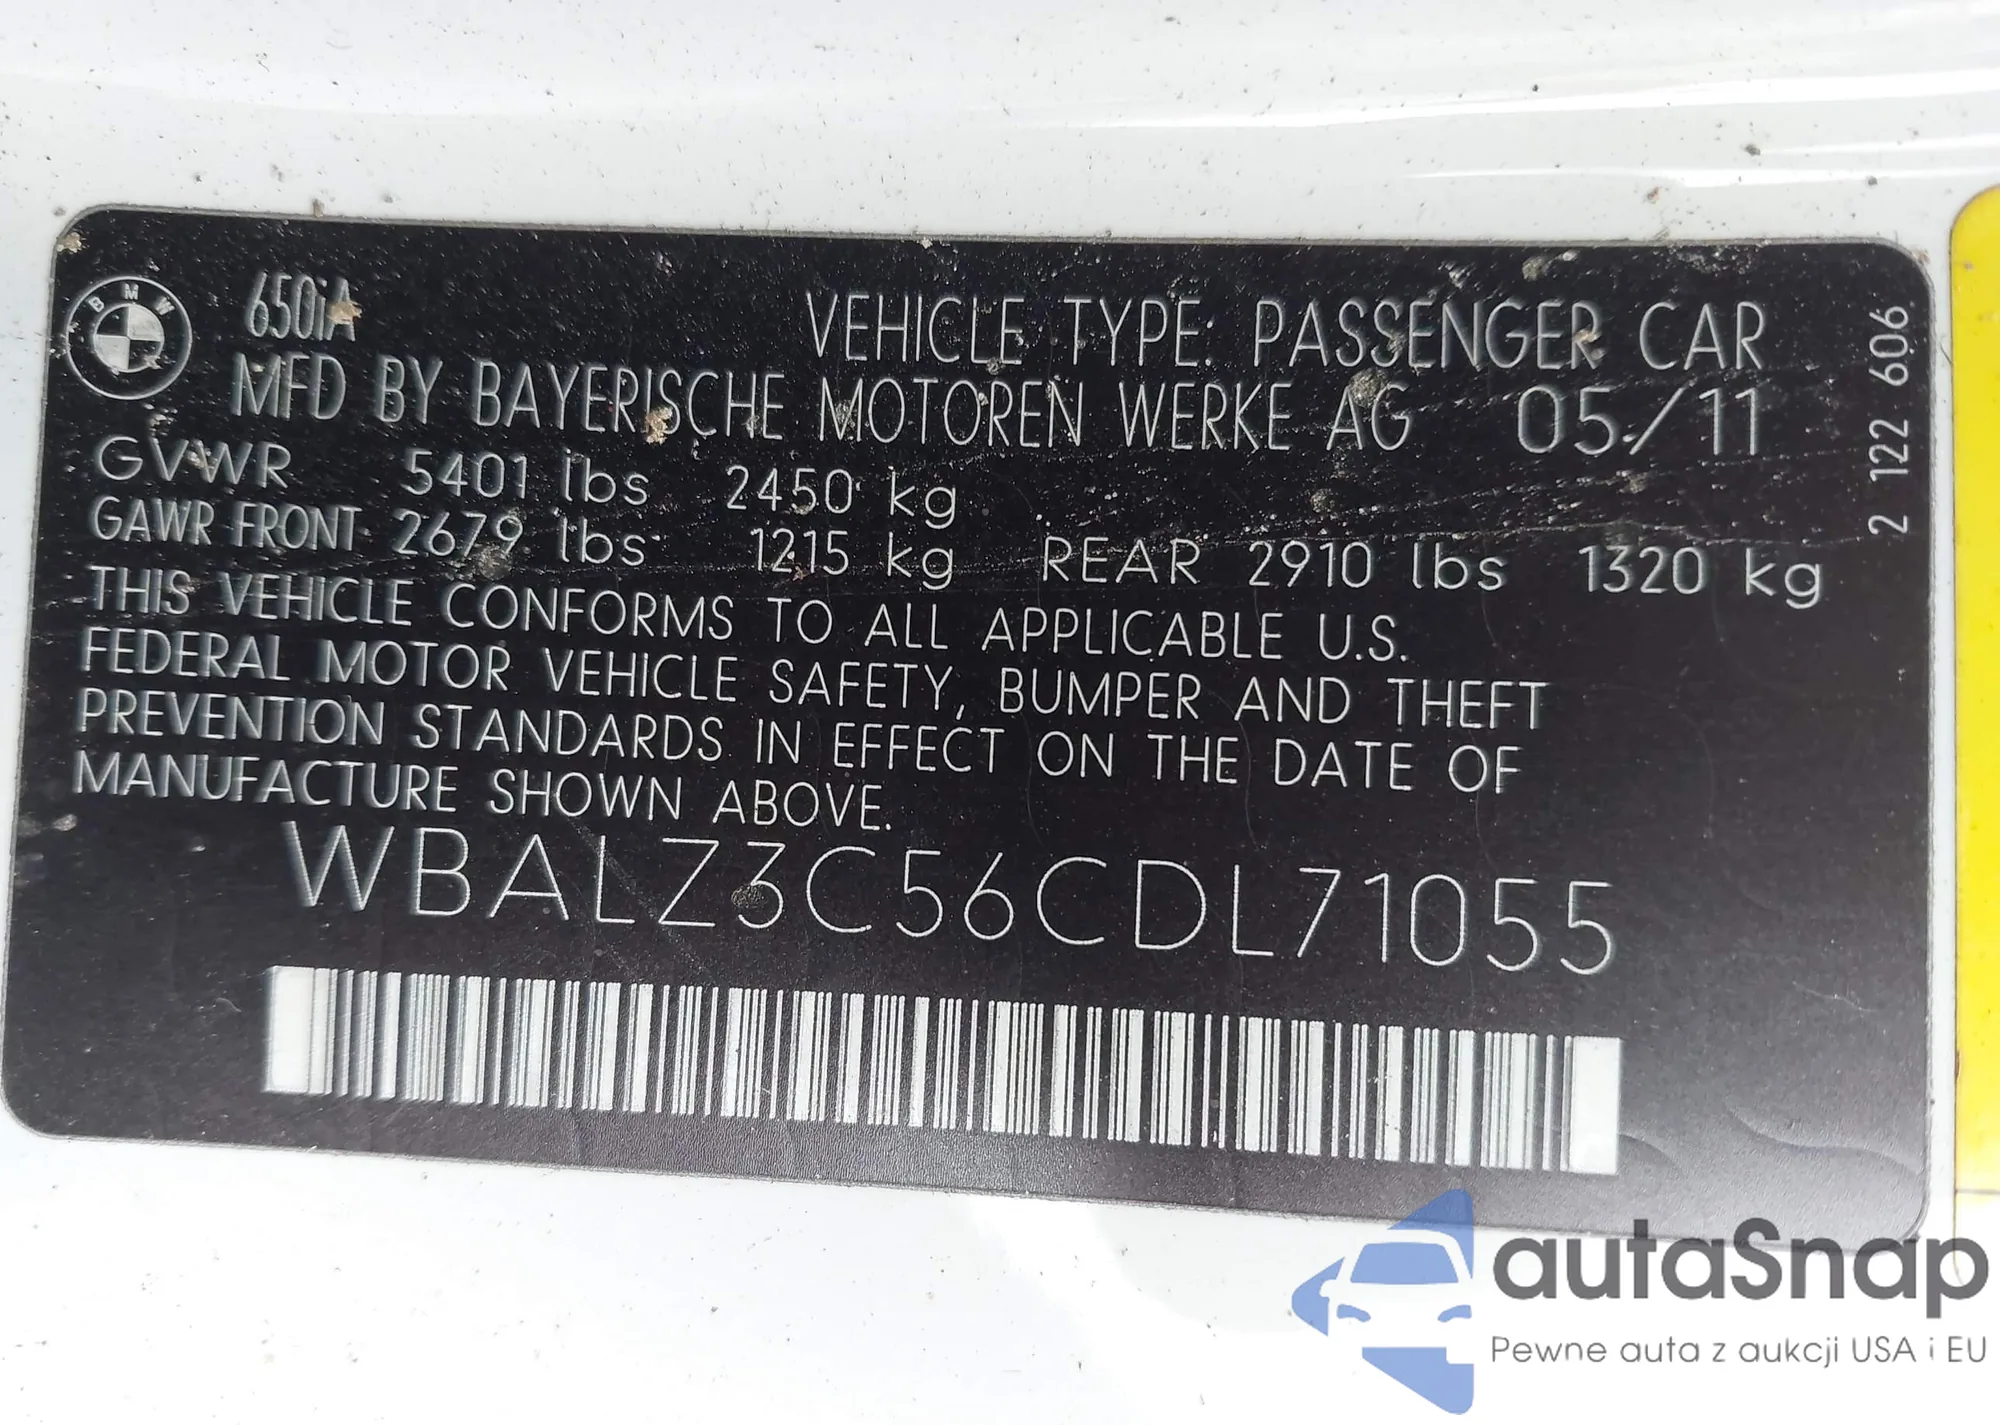 BMW
650iA
VEHICLE TYPE: PASSENGER CAR
MFD BY BAYERISCHE MOTOREN WERKE AG 05/11
GVWR 5401 lbs 2450 kg
GAWR FRONT 2679 lbs 1215 kg REAR 2910 lbs 1320 kg
THIS VEHICLE CONFORMS TO ALL APPLICABLE U.S.
FEDERAL MOTOR VEHICLE SAFETY, BUMPER AND THEFT
PREVENTION STANDARDS IN EFFECT ON THE DATE OF
MANUFACTURE SHOWN ABOVE.
WBALZ3C56CDL71055
2 122 606
autaSnap
Pewne auta z aukcji USA i EU